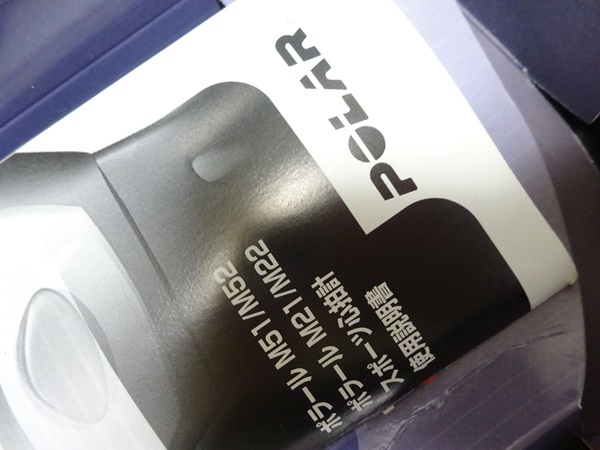 POLAR
ポラール M51/M52
ポラール M21/M22
スポーツ心拍計
使用説明書